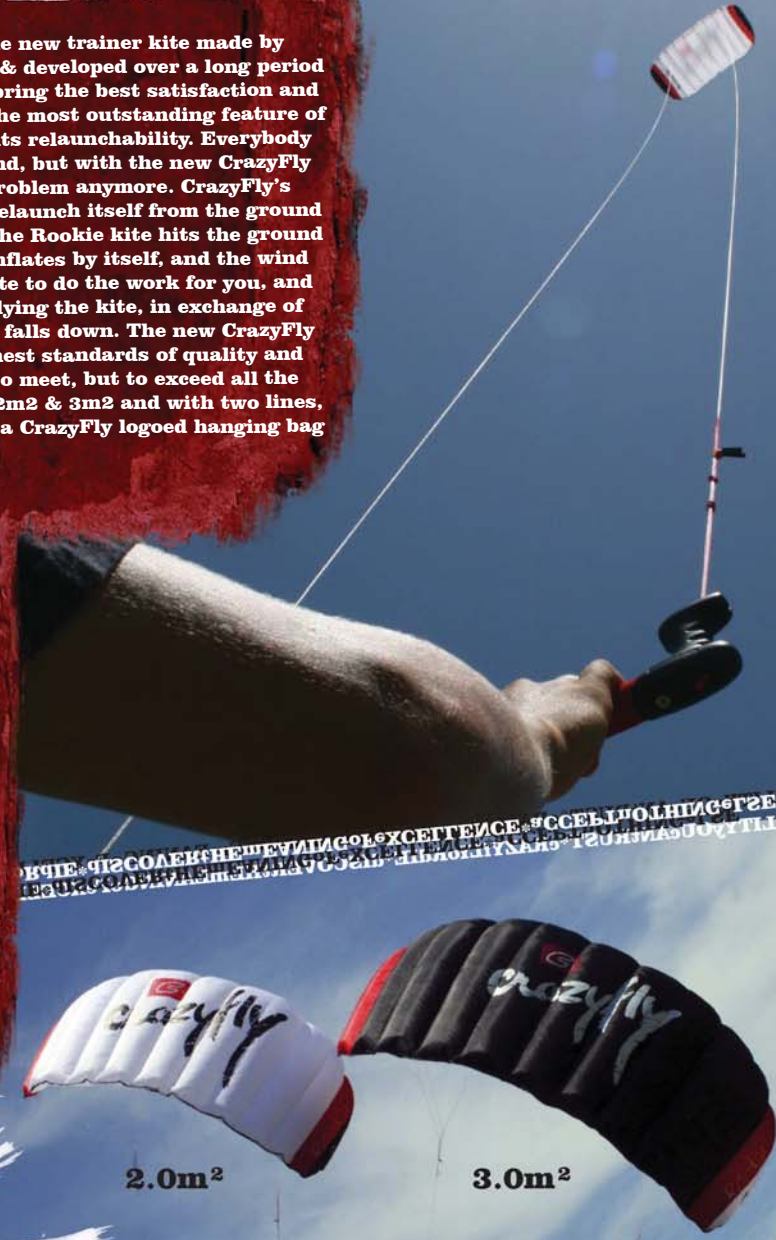 e new trainer kite made by
& developed over a long period
bring the best satisfaction and
he most outstanding feature of
ts relaunchability. Everybody
nd, but with the new CrazyFly
roblem anymore. CrazyFly's
elaunch itself from the ground
he Rookie kite hits the ground
nflates by itself, and the wind
te to do the work for you, and
lying the kite, in exchange of
falls down. The new CrazyFly
hest standards of quality and
o meet, but to exceed all the
2m2 & 3m2 and with two lines,
a CrazyFly logoed hanging bag
dISCOVERtHEmEANINGoFeXCELLENCE*aCCEPTnOTHINGeLSE
crazyfly
crazyfly
2.0m²
3.0m²